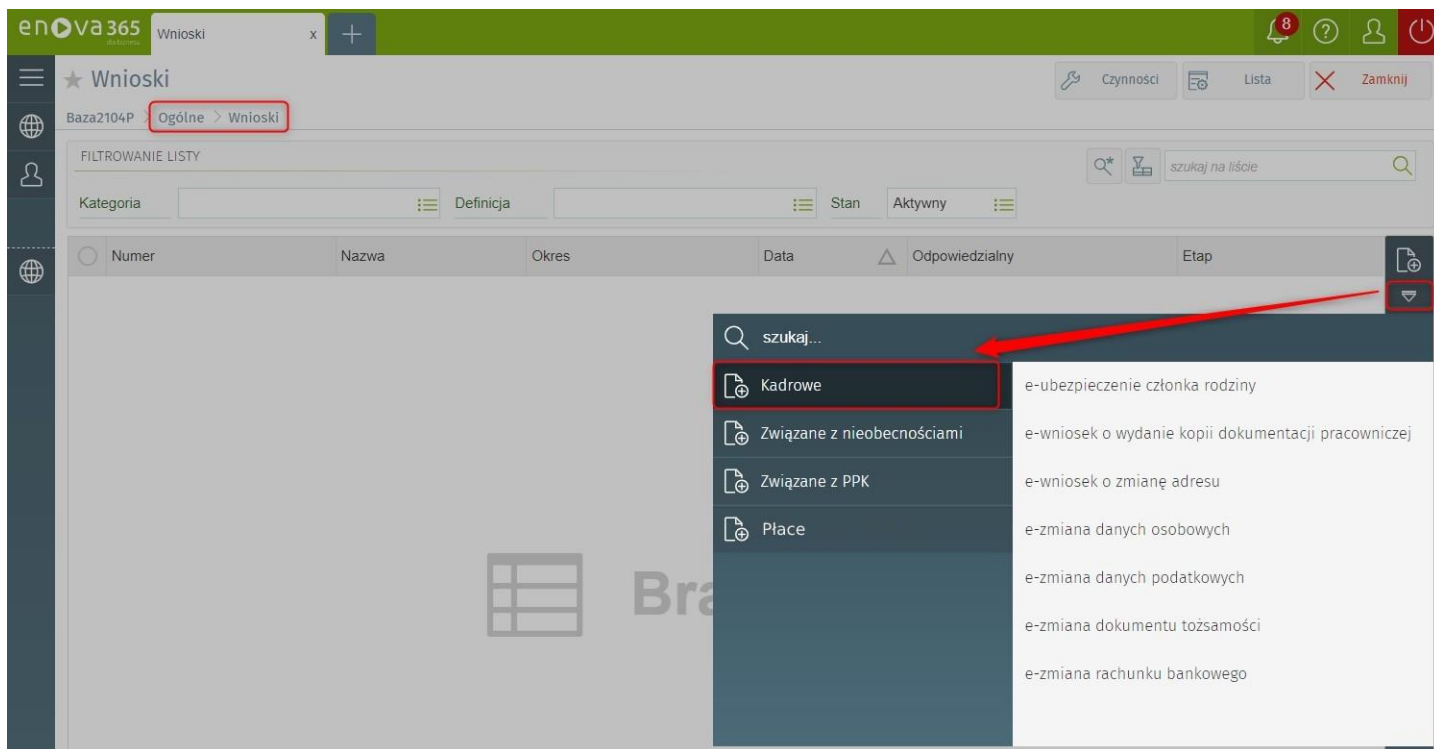 enova365 Wnioski x
8
Wnioski
Czynności Lista Zamknij
Baza2104P > Ogólne > Wnioski
FILTROWANIE LISTY
szukaj na liście
Kategoria Definicja Stan Aktywny
Numer Nazwa Okres Data Odpowiedzialny Etap
szukaj...
Kadrowe
Związane z nieobecnościami
Związane z PPK
Płace
e-ubezpieczenie członka rodziny
e-wniosek o wydanie kopii dokumentacji pracowniczej
e-wniosek o zmianę adresu
e-zmiana danych osobowych
e-zmiana danych podatkowych
e-zmiana dokumentu tożsamości
e-zmiana rachunku bankowego